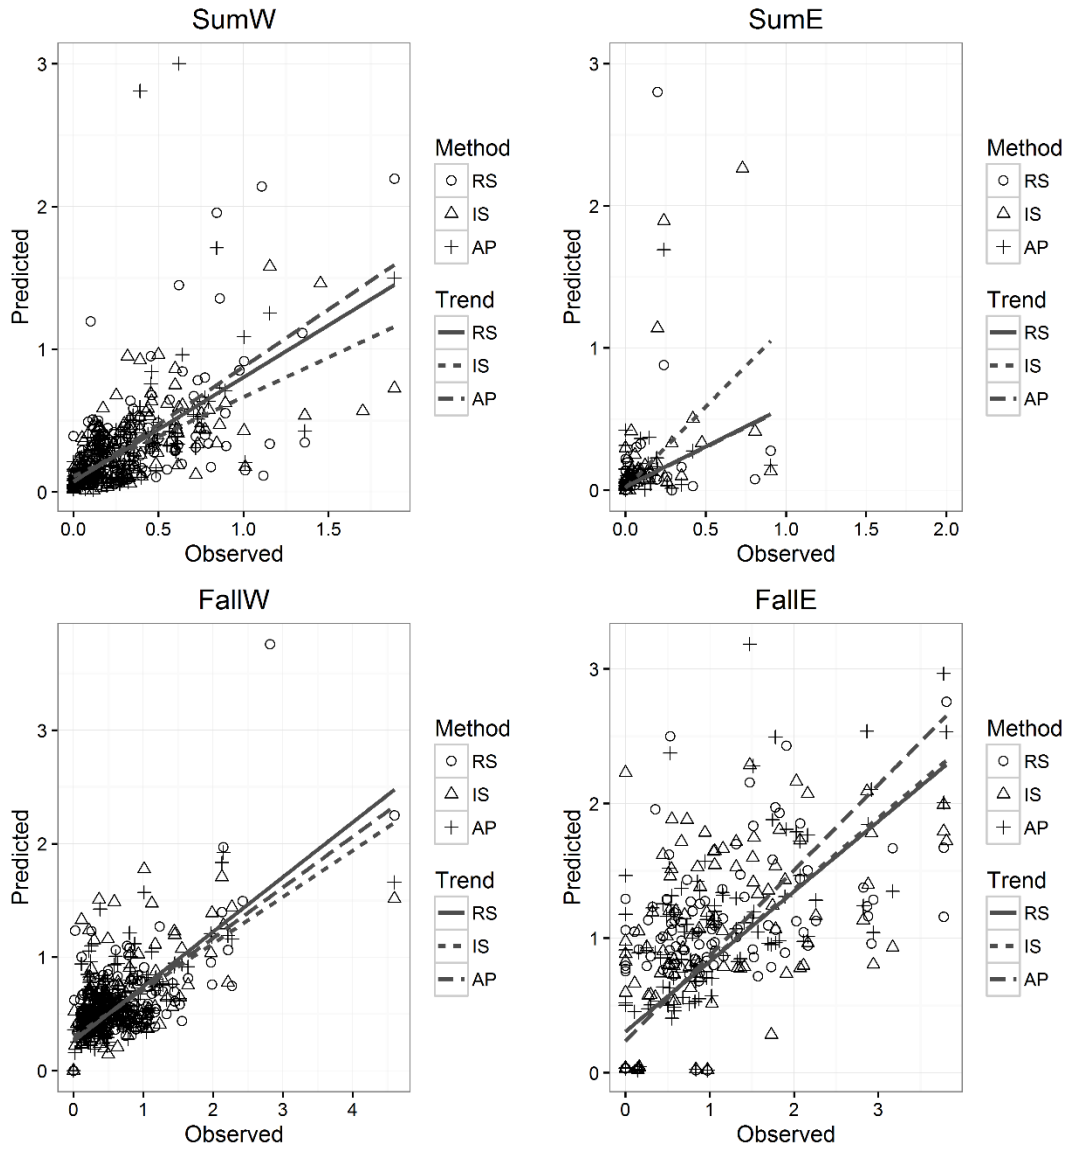 SumW
3
2
1
0
0.0 0.5 1.0 1.5
Observed
Predicted
Method
RS
IS
AP
Trend
RS
IS
AP
SumE
3
2
1
0
0.0 0.5 1.0 1.5 2.0
Observed
Predicted
Method
RS
IS
AP
Trend
RS
IS
AP
FallW
3
2
1
0
0 1 2 3 4
Observed
Predicted
Method
RS
IS
AP
Trend
RS
IS
AP
FallE
3
2
1
0
0 1 2 3
Observed
Predicted
Method
RS
IS
AP
Trend
RS
IS
AP